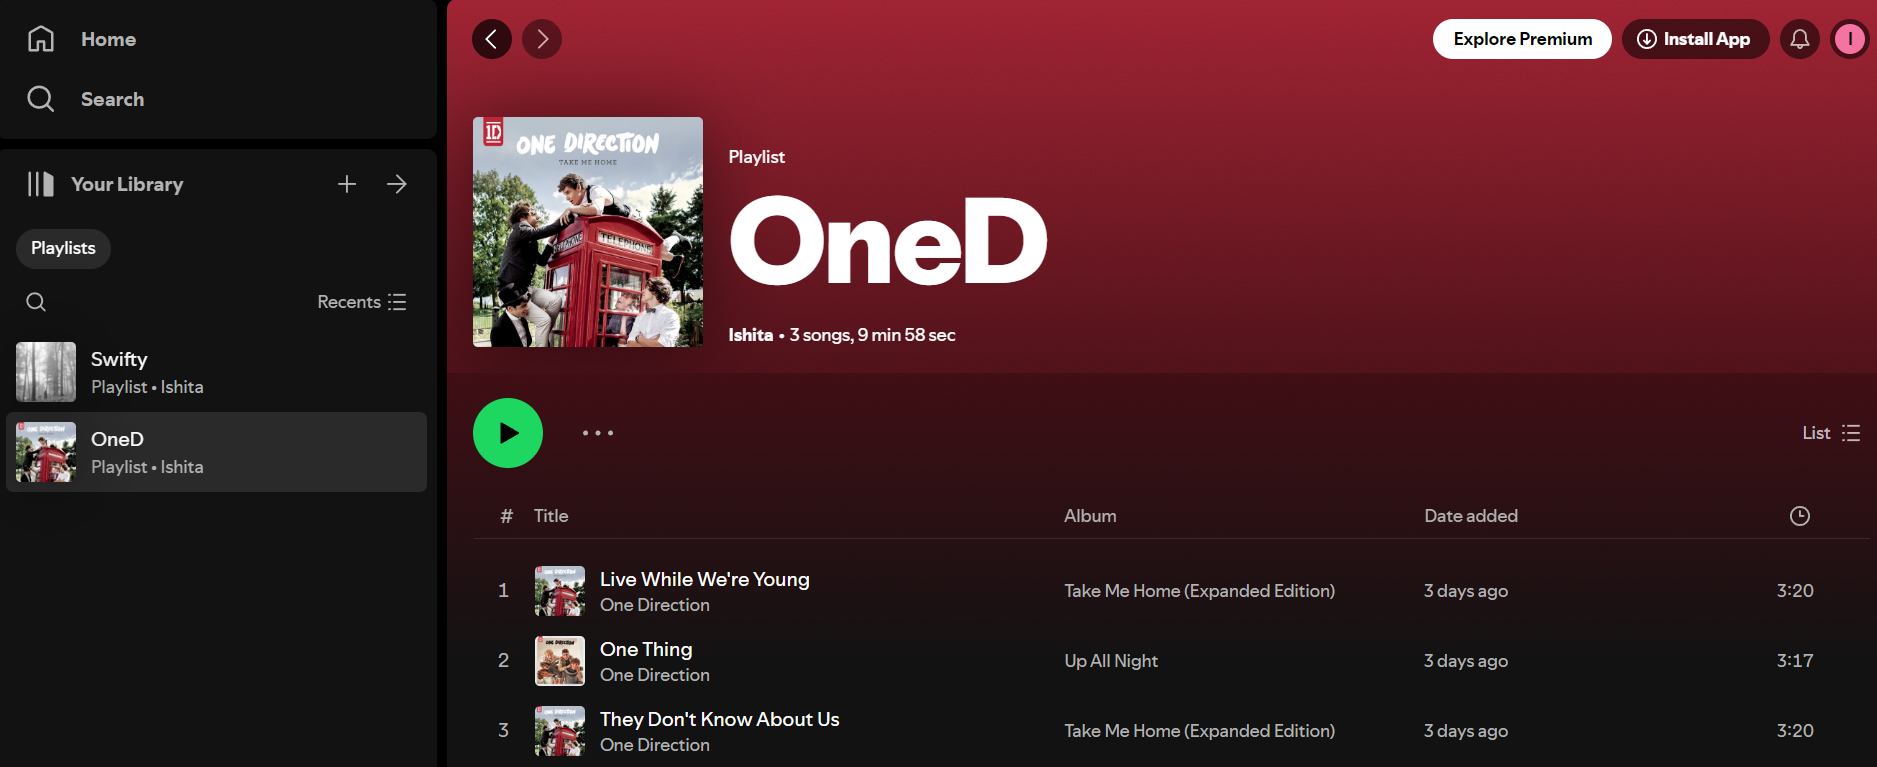 Home
Search
Your Library
Playlists
Recents
Swifty
Playlist • Ishita
OneD
Playlist • Ishita
Explore Premium
Install App
I
1D
ONE DIRECTION
TAKE ME HOME
TELEPHONE
TELEPHONE
Playlist
OneD
Ishita • 3 songs, 9 min 58 sec
List
# Title Album Date added
1 Live While We're Young Take Me Home (Expanded Edition) 3 days ago 3:20
One Direction
2 One Thing Up All Night 3 days ago 3:17
One Direction
3 They Don't Know About Us Take Me Home (Expanded Edition) 3 days ago 3:20
One Direction